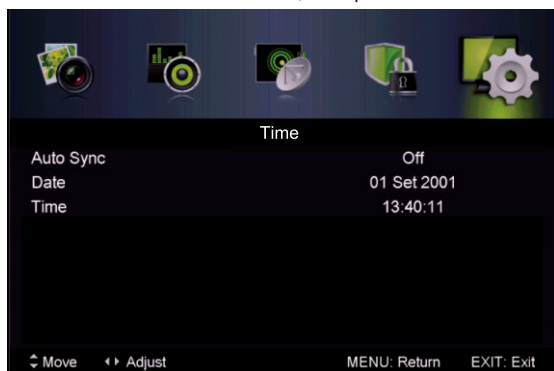 Time
Auto Sync Off
Date 01 Set 2001
Time 13:40:11
Move Adjust MENU: Return EXIT: Exit